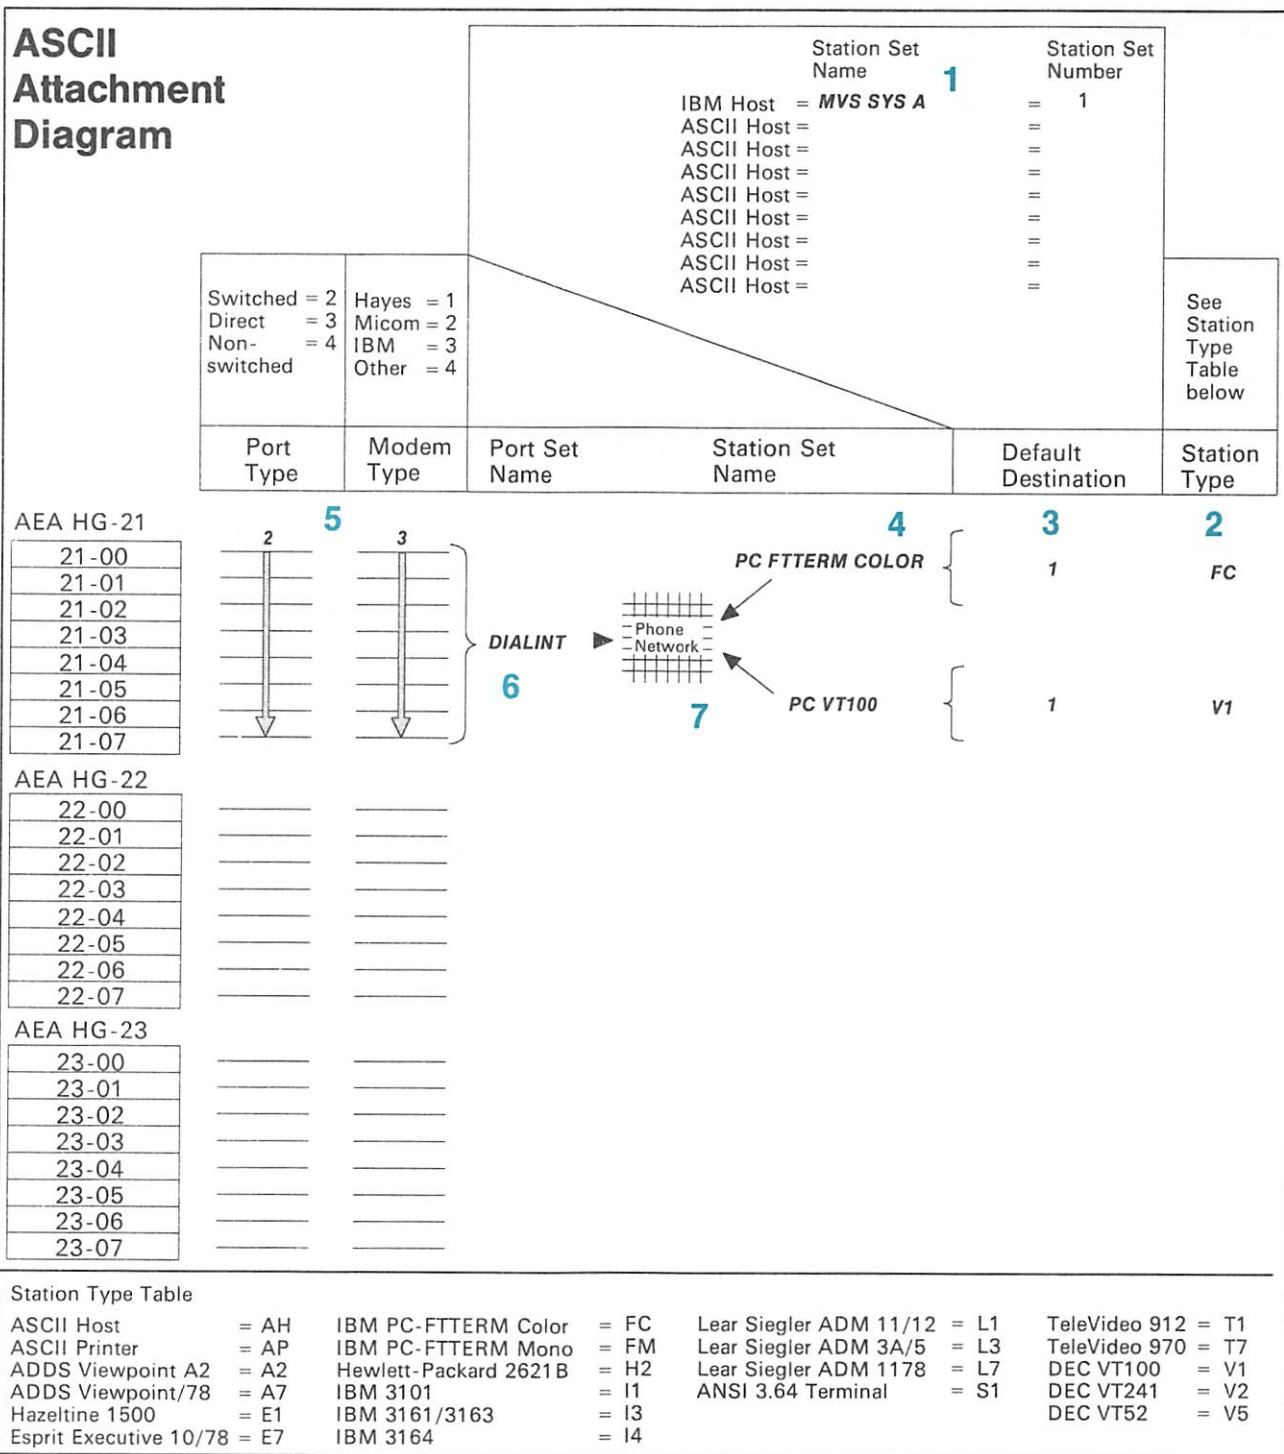 ASCII
Attachment
Diagram
Station Set Name
Station Set Number
1
IBM Host = MVS SYS A = 1
ASCII Host = =
ASCII Host = =
ASCII Host = =
ASCII Host = =
ASCII Host = =
ASCII Host = =
ASCII Host = =
ASCII Host = =
Switched = 2
Direct = 3
Non- = 4
switched
Hayes = 1
Micom = 2
IBM = 3
Other = 4
See
Station
Type
Table
below
Port Type
Modem Type
Port Set Name
Station Set Name
Default Destination
Station Type
AEA HG-21
5
4
3
2
2
3
21-00
21-01
21-02
21-03
21-04
21-05
21-06
21-07
DIALINT
6
Phone
Network
7
PC FTTERM COLOR
1
FC
PC VT100
1
V1
AEA HG-22
22-00
22-01
22-02
22-03
22-04
22-05
22-06
22-07
AEA HG-23
23-00
23-01
23-02
23-03
23-04
23-05
23-06
23-07
Station Type Table
ASCII Host = AH
ASCII Printer = AP
ADDS Viewpoint A2 = A2
ADDS Viewpoint/78 = A7
Hazeltine 1500 = E1
Esprit Executive 10/78 = E7
IBM PC-FTTERM Color = FC
IBM PC-FTTERM Mono = FM
Hewlett-Packard 2621B = H2
IBM 3101 = I1
IBM 3161/3163 = I3
IBM 3164 = I4
Lear Siegler ADM 11/12 = L1
Lear Siegler ADM 3A/5 = L3
Lear Siegler ADM 1178 = L7
ANSI 3.64 Terminal = S1
TeleVideo 912 = T1
TeleVideo 970 = T7
DEC VT100 = V1
DEC VT241 = V2
DEC VT52 = V5